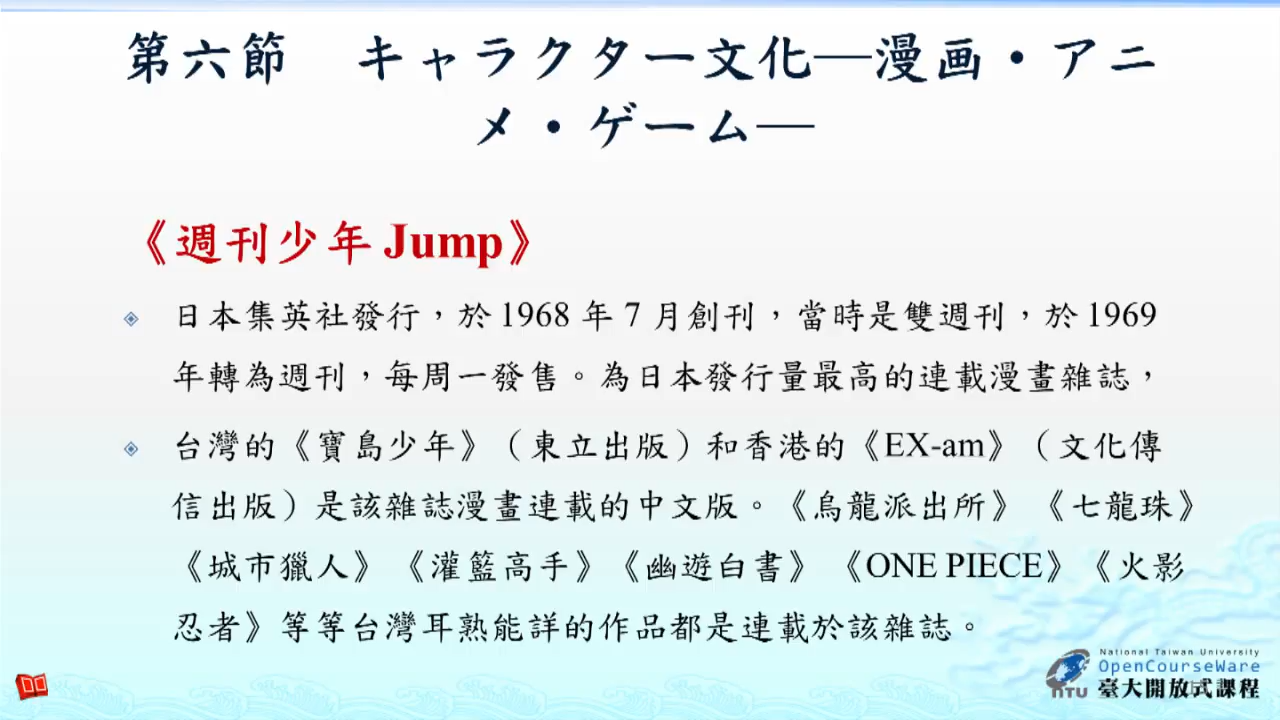 第六節　キャラクター文化—漫画・アニ
メ・ゲーム—
《週刊少年 Jump》
日本集英社發行，於 1968 年 7 月創刊，當時是雙週刊，於 1969
年轉為週刊，每周一發售。為日本發行量最高的連載漫畫雜誌，
台灣的《寶島少年》（東立出版）和香港的《EX-am》（文化傳
信出版）是該雜誌漫畫連載的中文版。《烏龍派出所》 《七龍珠》
《城市獵人》 《灌籃高手》《幽遊白書》 《ONE PIECE》《火影
忍者》等等台灣耳熟能詳的作品都是連載於該雜誌。
National Taiwan University
OpenCourseWare
NTU 臺大開放式課程